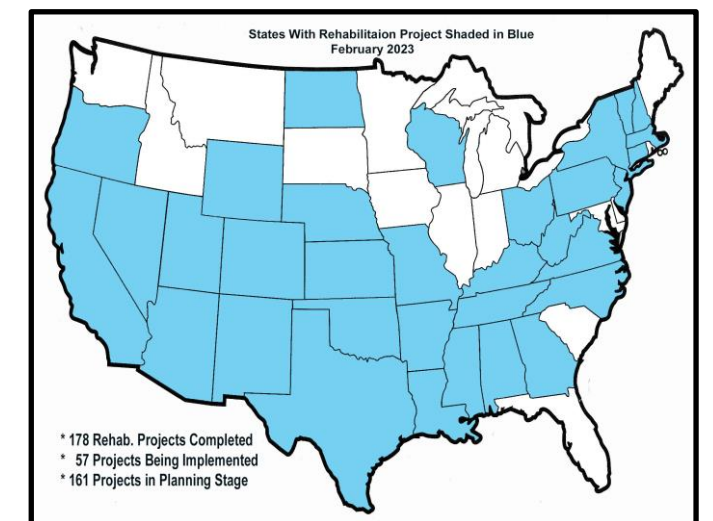 States With Rehabilitaion Project Shaded in Blue
February 2023
* 178 Rehab. Projects Completed
* 57 Projects Being Implemented
* 161 Projects in Planning Stage